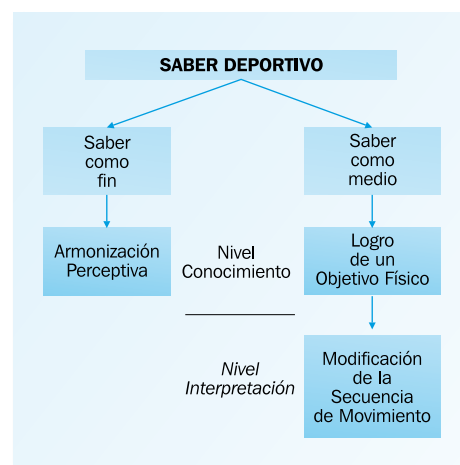 SABER DEPORTIVO
Saber
como
fin
Saber
como
medio
Armonización
Perceptiva
Nivel
Conocimiento
Logro
de un
Objetivo Físico
Nivel
Interpretación
Modificación
de la
Secuencia
de Movimiento